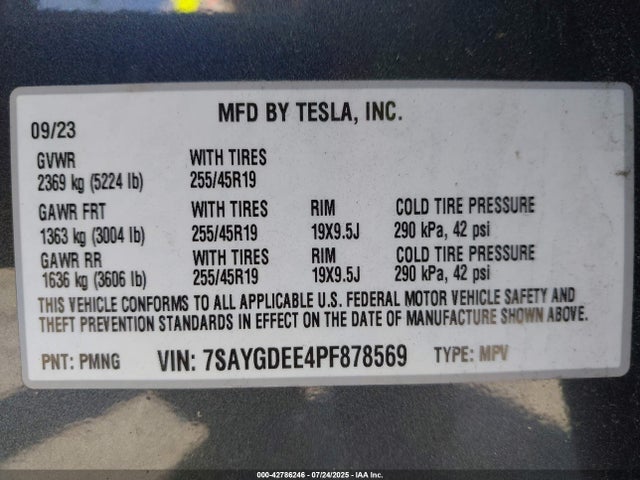 MFD BY TESLA, INC.
09/23
GVWR WITH TIRES
2369 kg (5224 lb) 255/45R19
GAWR FRT WITH TIRES RIM COLD TIRE PRESSURE
1363 kg (3004 lb) 255/45R19 19X9.5J 290 kPa, 42 psi
GAWR RR WITH TIRES RIM COLD TIRE PRESSURE
1636 kg (3606 lb) 255/45R19 19X9.5J 290 kPa, 42 psi
THIS VEHICLE CONFORMS TO ALL APPLICABLE U.S. FEDERAL MOTOR VEHICLE SAFETY AND
THEFT PREVENTION STANDARDS IN EFFECT ON THE DATE OF MANUFACTURE SHOWN ABOVE.
PNT: PMNG VIN: 7SAYGDEE4PF878569 TYPE: MPV
000-42786246 - 07/24/2025 - IAA, Inc.